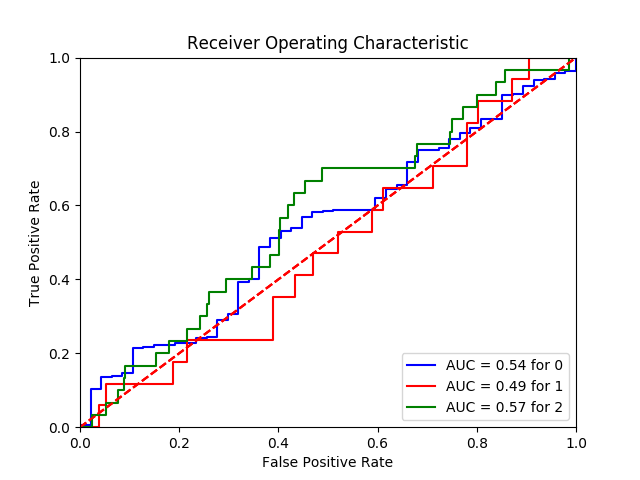 Receiver Operating Characteristic
True Positive Rate
1.0
0.8
0.6
0.4
0.2
0.0
AUC = 0.54 for 0
AUC = 0.49 for 1
AUC = 0.57 for 2
0.0 0.2 0.4 0.6 0.8 1.0
False Positive Rate